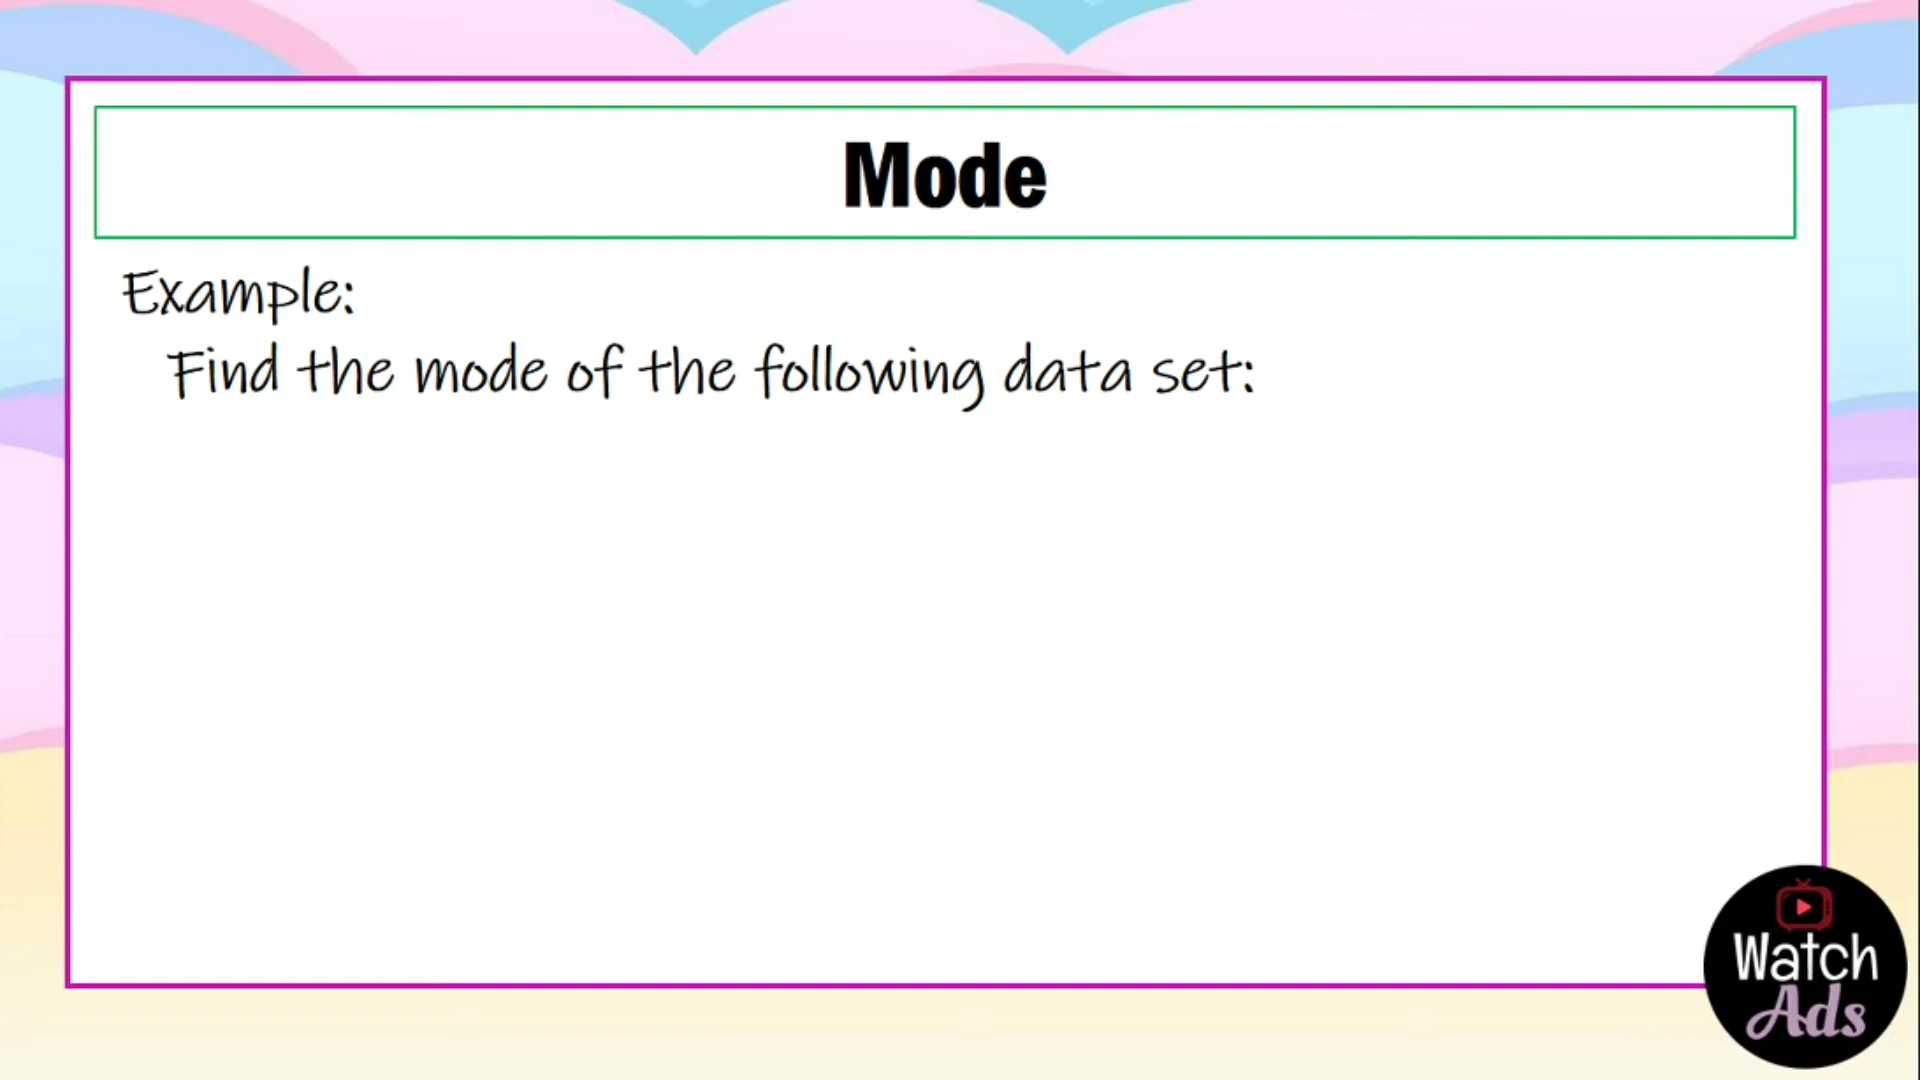 Mode
Example:
Find the mode of the following data set:
Watch
Ads